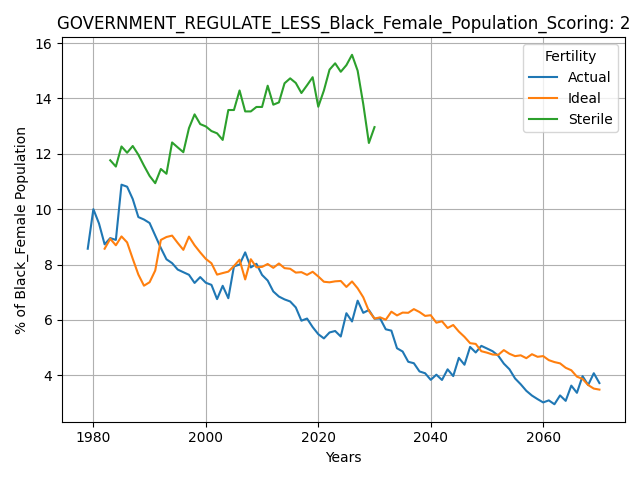 GOVERNMENT_REGULATE_LESS_Black_Female_Population_Scoring: 2
16
14
12
10
8
6
4
% of Black_Female Population
Fertility
Actual
Ideal
Sterile
1980
2000
2020
2040
2060
Years